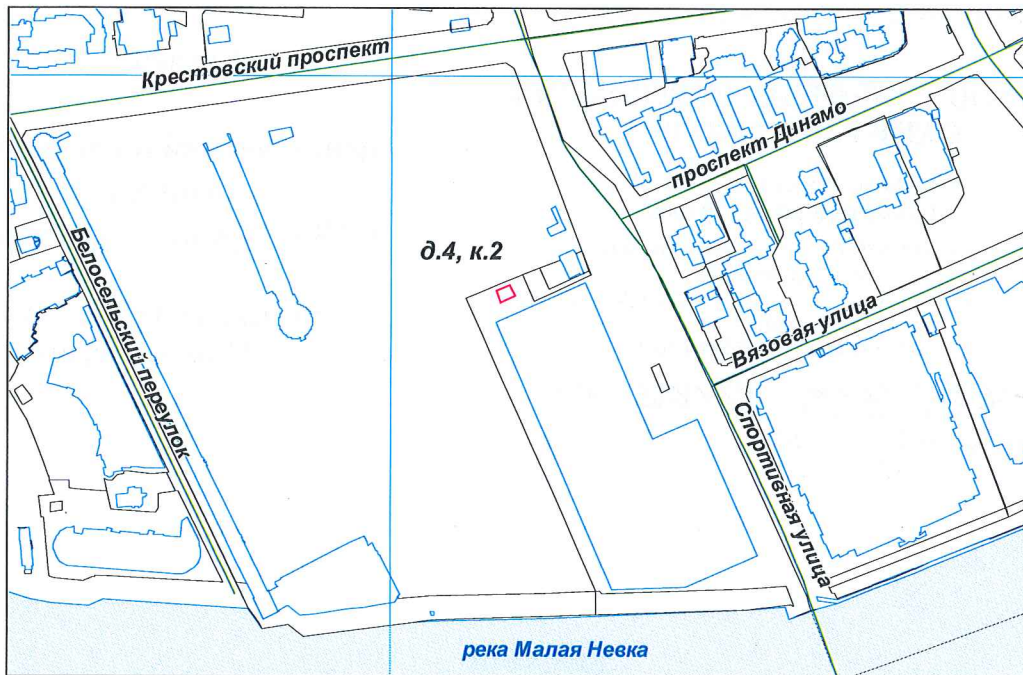 Крестовский проспект
проспект Динамо
д.4, к.2
Белосельский переулок
Вязовая улица
Спортивная улица
река Малая Невка